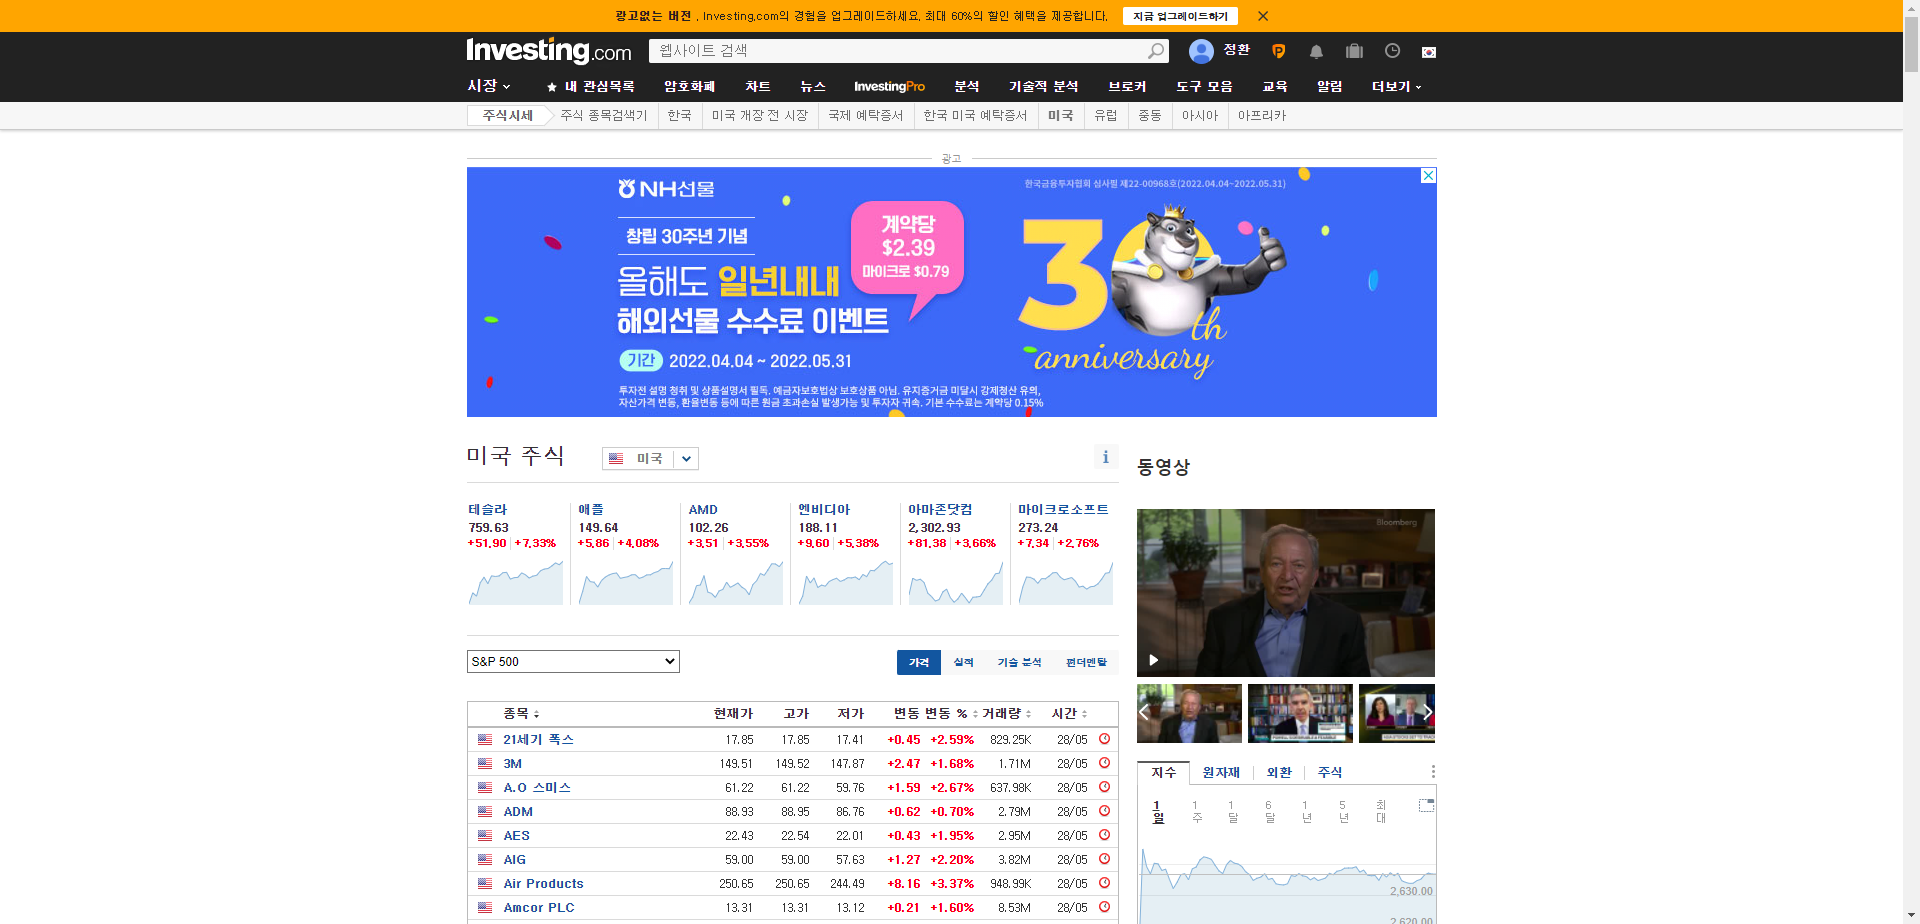 광고없는 버전 . Investing.com의 경험을 업그레이드하세요. 최대 60%의 할인 혜택을 제공합니다. 지금 업그레이드하기
Investing.com 웹사이트 검색 정환
시장 내 관심목록 암호화폐 차트 뉴스 InvestingPro 분석 기술적 분석 브로커 도구 모음 교육 알림 더보기
주식시세 주식 종목검색기 한국 미국 개장 전 시장 국제 예탁증서 한국 미국 예탁증서 미국 유럽 중동 아시아 아프리카
광고
NH선물
한국금융투자협회 심사필 제22-00968호(2022.04.04~2022.05.31)
창립 30주년 기념
올해도 일년내내
해외선물 수수료 이벤트
계약당
$2.39
마이크로 $0.79
30th
anniversary
기간 2022.04.04 ~ 2022.05.31
투자전 설명 청취 및 상품설명서 필독. 예금자보호법상 보호상품 아님. 유지증거금 미달시 강제청산 유의,
자산가격 변동, 환율변동 등에 따른 원금 초과손실 발생가능 및 투자자 귀속. 기본 수수료는 계약당 0.15%
미국 주식 미국
테슬라 애플 AMD 엔비디아 아마존닷컴 마이크로소프트
759.63 149.64 102.26 188.11 2,302.93 273.24
+51.90 +7.33% +5.86 +4.08% +3.51 +3.55% +9.60 +5.38% +81.38 +3.66% +7.34 +2.76%
S&P 500 가격 실적 기술 분석 펀더멘탈
종목 현재가 고가 저가 변동 변동 % 거래량 시간
21세기 폭스 17.85 17.85 17.41 +0.45 +2.59% 829.25K 28/05
3M 149.51 149.52 147.87 +2.47 +1.68% 1.71M 28/05
A.O 스미스 61.22 61.22 59.76 +1.59 +2.67% 637.98K 28/05
ADM 88.93 88.95 86.76 +0.62 +0.70% 2.79M 28/05
AES 22.43 22.54 22.01 +0.43 +1.95% 2.95M 28/05
AIG 59.00 59.00 57.63 +1.27 +2.20% 3.82M 28/05
Air Products 250.65 250.65 244.49 +8.16 +3.37% 948.99K 28/05
Amcor PLC 13.31 13.31 13.12 +0.21 +1.60% 8.53M 28/05
동영상
Bloomberg
지수 원자재 외환 주식
1일 1주 1달 6달 1년 5년 최대
2,630.00
2,620.00